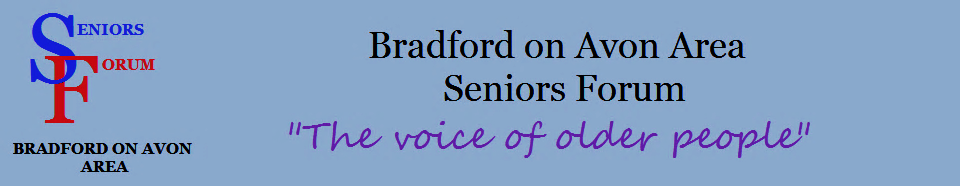 SENIORS
FORUM
BRADFORD ON AVON
AREA
Bradford on Avon Area
Seniors Forum
"The voice of older people"